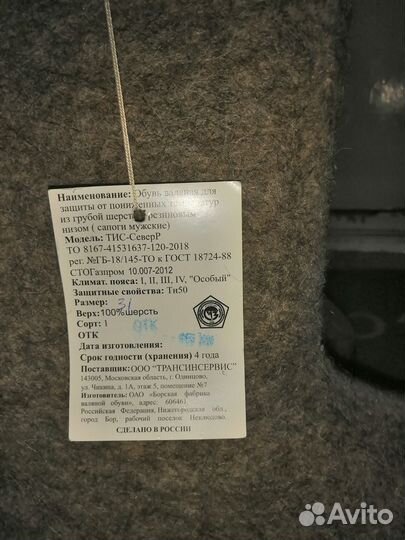 Наименование: Обувь валяная для
защиты от пониженных температур
из грубой шерсти резиновым
низом ( сапоги мужские)
Модель: ТИС-СеверР
ТО 8167-41531637-120-2018
рег. №ГБ-18/145-ТО к ГОСТ 18724-88
СТОГазпром 10.007-2012
Климат. пояса: I, II, III, IV, "Особый"
Защитные свойства: Тн50
Размер: 31
Верх:100%шерсть
Сорт: 1
ОТК
ОТК
Дата изготовления:
Срок годности (хранения) 4 года
Поставщик: ООО "ТРАНСИНСЕРВИС"
143005, Московская область, г. Одинцово,
ул. Чикина, д. 1А, этаж 5, помещение №7
Изготовитель: ОАО «Борская фабрика
валяной обуви», адрес: 606461
Российская Федерация, Нижегородская обл.,
город Бор, рабочий поселок Неклюдово.
СДЕЛАНО В РОССИИ
Avito